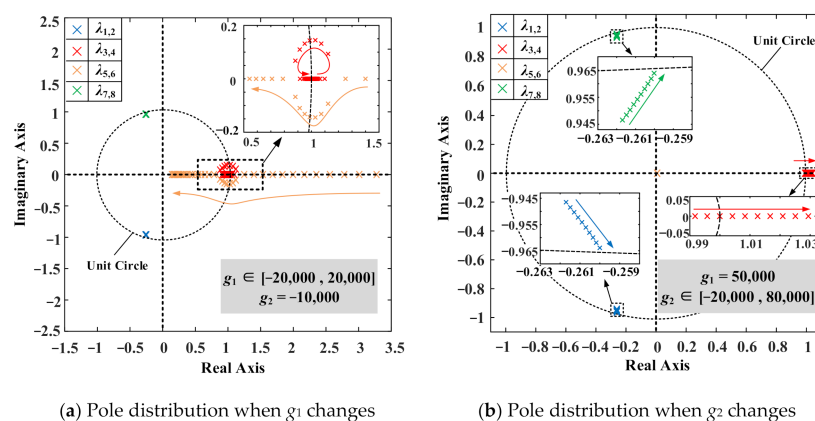 2.5
2
1.5
1
0.5
0
-0.5
-1
-1.5
-2
-2.5
Imaginary Axis
λ1,2
λ3,4
λ5,6
λ7,8
0.2
0
−0.2
0.5
1
1.5
Unit Circle
g1 ∈ [−20,000 , 20,000]
g2 = −10,000
-1.5 -1 -0.5 0 0.5 1 1.5 2 2.5 3 3.5
Real Axis
(a) Pole distribution when g1 changes
1
0.8
0.6
0.4
0.2
0
-0.2
-0.4
-0.6
-0.8
-1
Imaginary Axis
λ1,2
λ3,4
λ5,6
λ7,8
Unit Circle
0.965
0.945
−0.263 −0.261 −0.259
−0.945
−0.965
−0.263 −0.261 −0.259
0.05
0
−0.05
0.99 1.01 1.03
g1 = 50,000
g2 ∈ [−20,000 , 80,000]
-1 -0.8 -0.6 -0.4 -0.2 0 0.2 0.4 0.6 0.8 1
Real Axis
(b) Pole distribution when g2 changes